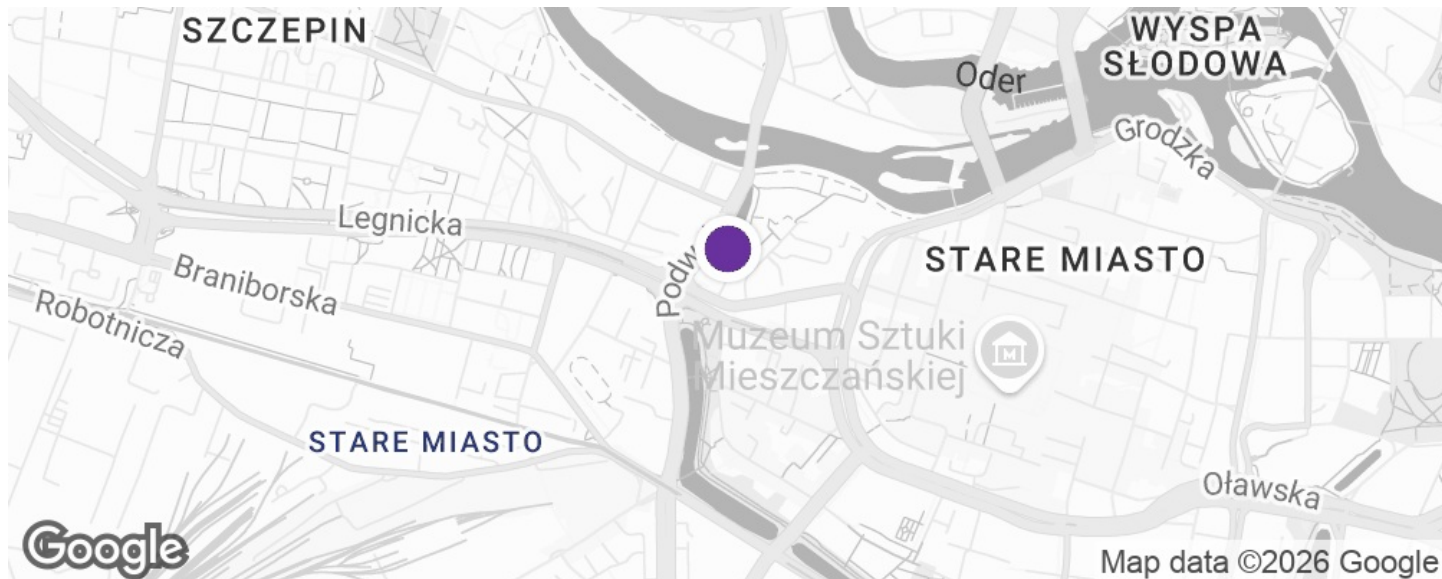 SZCZEPIN
WYSPA
SŁODOWA
Oder
Grodzka
Legnicka
STARE MIASTO
Braniborska
Robotnicza
Muzeum Sztuki
Mieszczańskiej
STARE MIASTO
Oławska
Google
Map data ©2026 Google